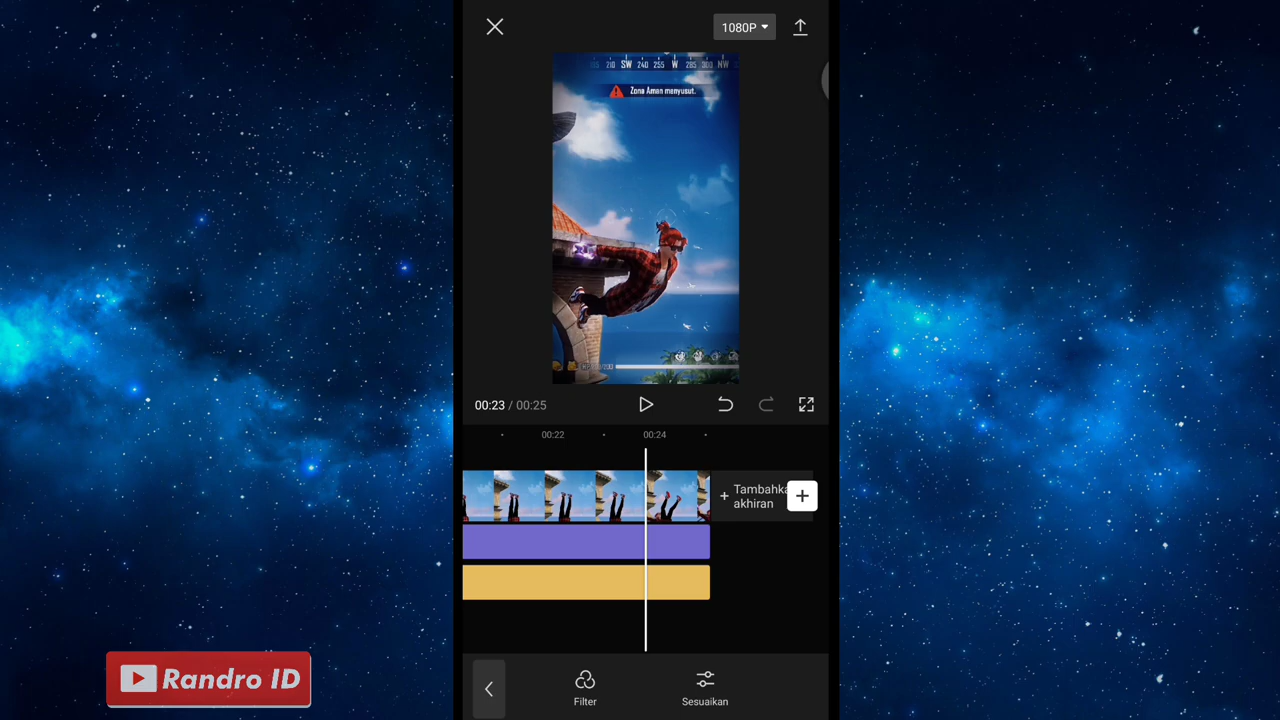 1080P
210 SW 240 255 W 285 300 NW
Zona Aman menyusut.
00:23 / 00:25
00:22 00:24
+ Tambahka
akhiran
+
Filter Sesuaikan
Randro ID